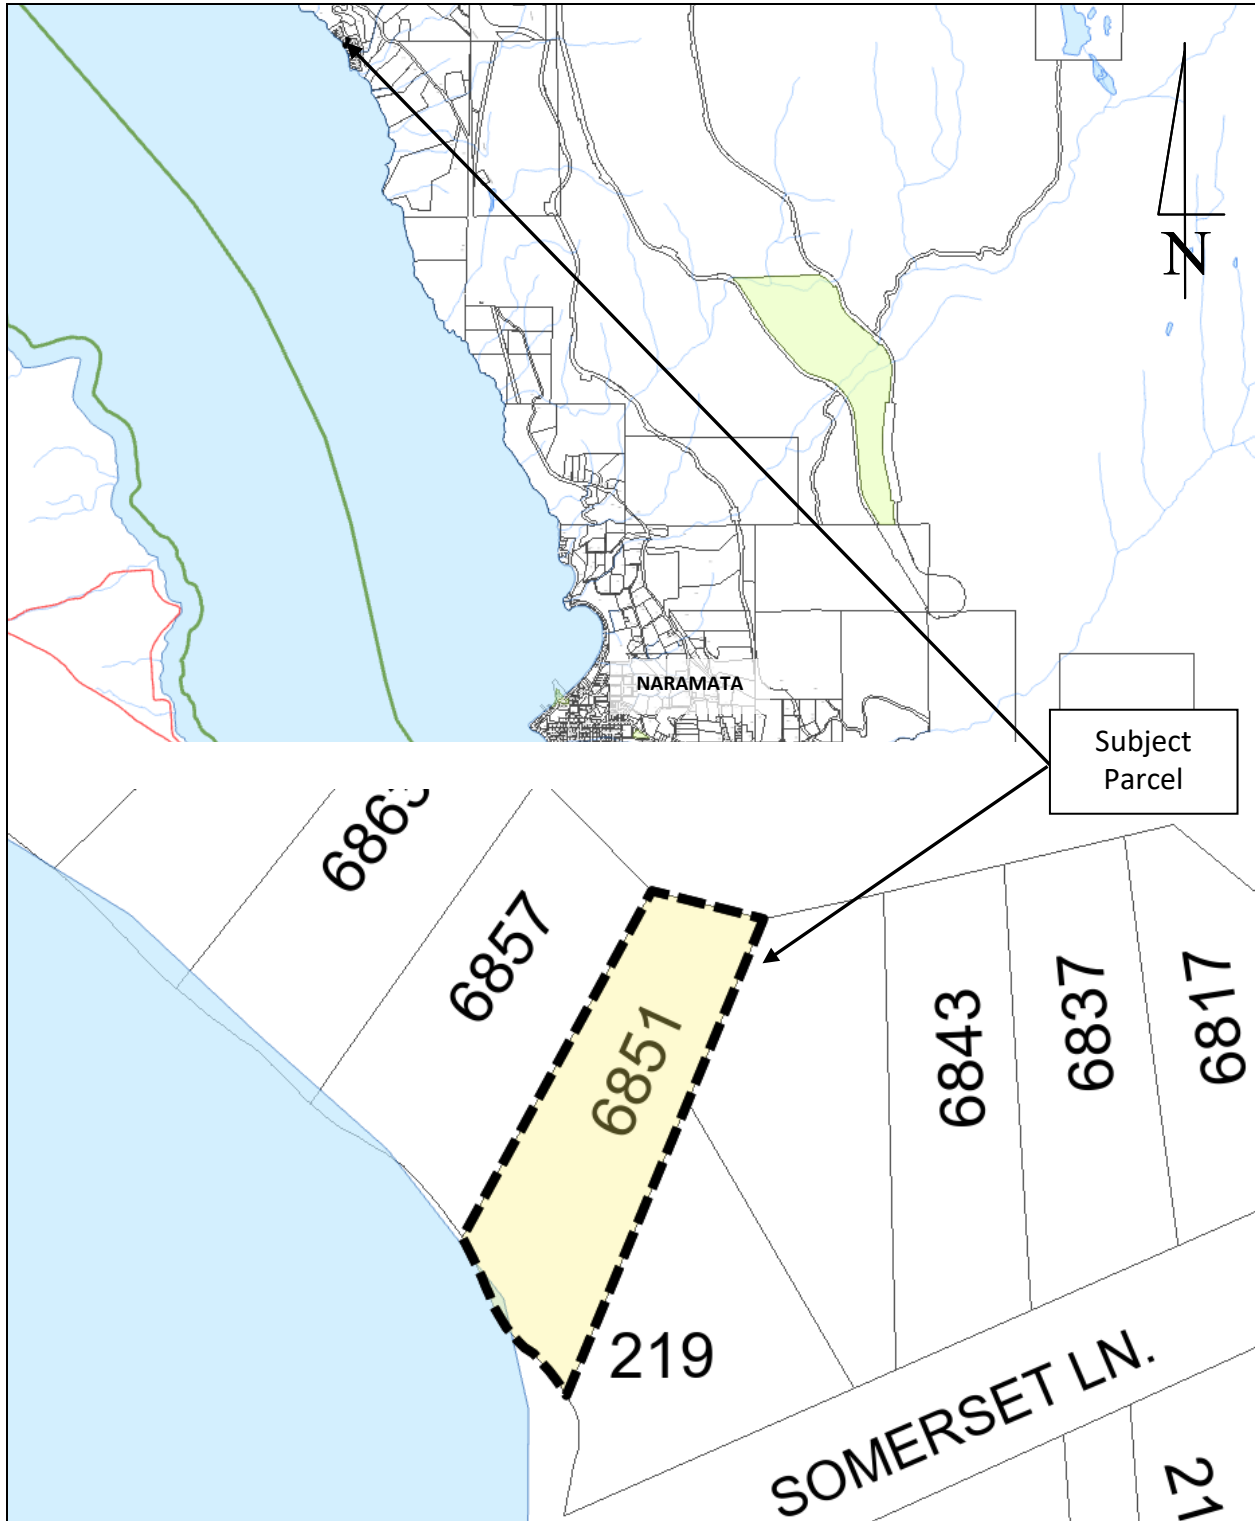 N
NARAMATA
Subject
Parcel
6857
6851
6843
6837
6817
219
SOMERSET LN.